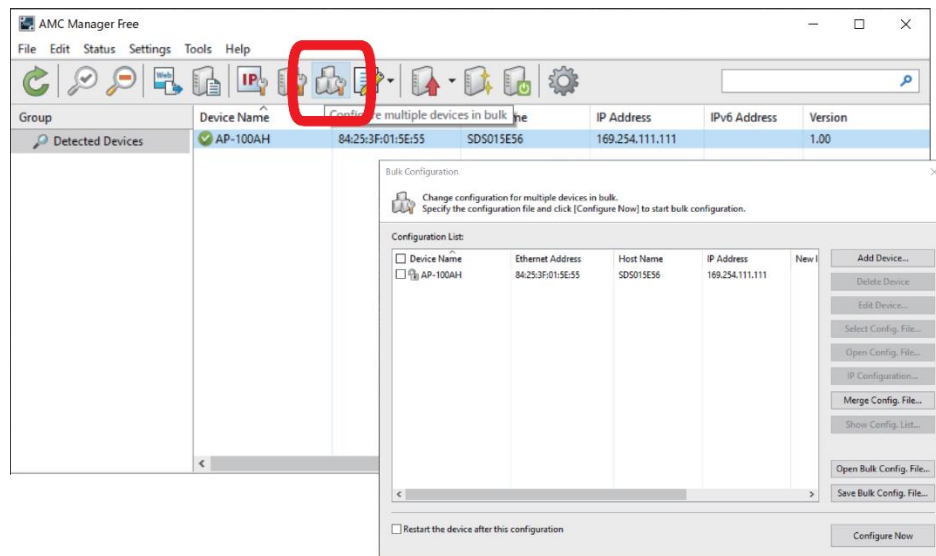 AMC Manager Free
File Edit Status Settings Tools Help
Web
IP
Group
Device Name
Configure multiple devices in bulk
IP Address
IPv6 Address
Version
Detected Devices
AP-100AH
84:25:3F:01:5E:55
SDS015E56
169.254.111.111
1.00
Bulk Configuration
Change configuration for multiple devices in bulk.
Specify the configuration file and click [Configure Now] to start bulk configuration.
Configuration List:
Device Name Ethernet Address Host Name IP Address New I
AP-100AH 84:25:3F:01:5E:55 SDS015E56 169.254.111.111
Add Device...
Delete Device
Edit Device...
Select Config. File...
Open Config. File...
IP Configuration...
Merge Config. File...
Show Config. List...
Open Bulk Config. File...
Save Bulk Config. File...
Restart the device after this configuration
Configure Now